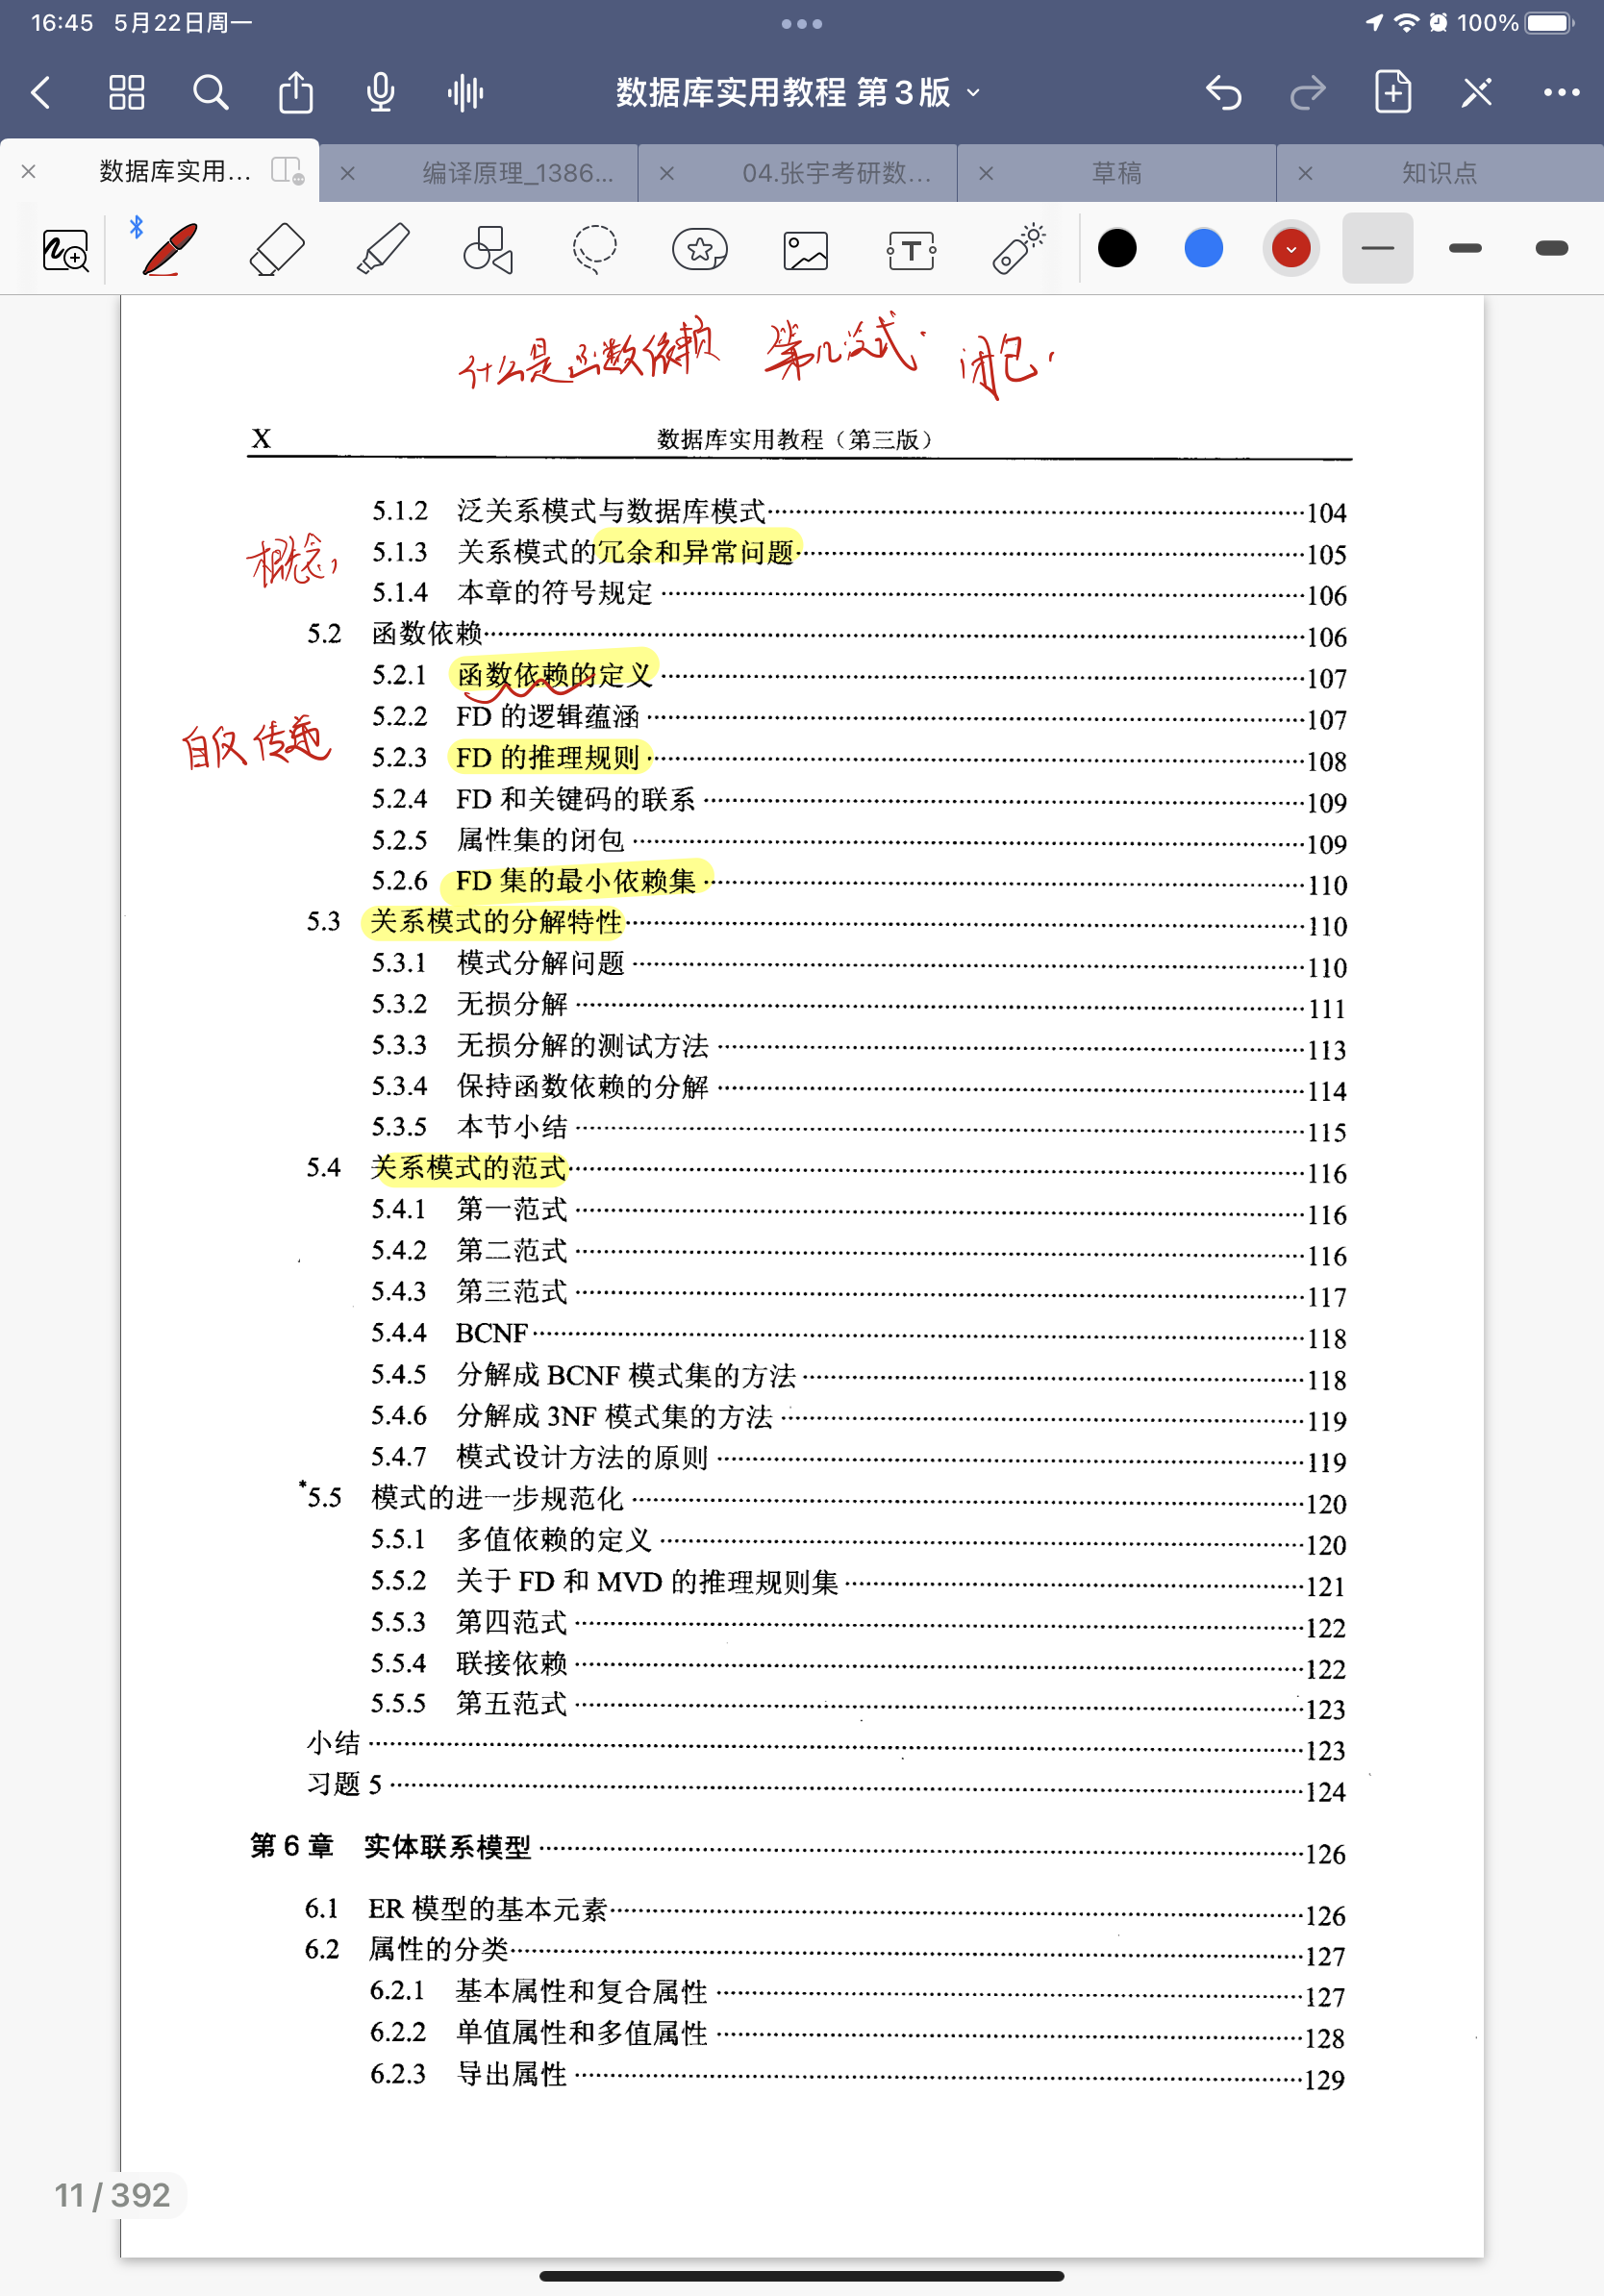 16:45 5月22日周一 100%
数据库实用教程 第3版
数据库实用... 编译原理_1386... 04.张宇考研数... 草稿 知识点
什么是函数依赖 第几范式. 闭包.
X 数据库实用教程（第三版）
5.1.2 泛关系模式与数据库模式 104
概念, 5.1.3 关系模式的冗余和异常问题 105
5.1.4 本章的符号规定 106
5.2 函数依赖 106
5.2.1 函数依赖的定义 107
5.2.2 FD 的逻辑蕴涵 107
自反 传递 5.2.3 FD 的推理规则 108
5.2.4 FD 和关键码的联系 109
5.2.5 属性集的闭包 109
5.2.6 FD 集的最小依赖集 110
5.3 关系模式的分解特性 110
5.3.1 模式分解问题 110
5.3.2 无损分解 111
5.3.3 无损分解的测试方法 113
5.3.4 保持函数依赖的分解 114
5.3.5 本节小结 115
5.4 关系模式的范式 116
5.4.1 第一范式 116
5.4.2 第二范式 116
5.4.3 第三范式 117
5.4.4 BCNF 118
5.4.5 分解成 BCNF 模式集的方法 118
5.4.6 分解成 3NF 模式集的方法 119
5.4.7 模式设计方法的原则 119
*5.5 模式的进一步规范化 120
5.5.1 多值依赖的定义 120
5.5.2 关于 FD 和 MVD 的推理规则集 121
5.5.3 第四范式 122
5.5.4 联接依赖 122
5.5.5 第五范式 123
小结 123
习题 5 124
第 6 章 实体联系模型 126
6.1 ER 模型的基本元素 126
6.2 属性的分类 127
6.2.1 基本属性和复合属性 127
6.2.2 单值属性和多值属性 128
6.2.3 导出属性 129
11 / 392